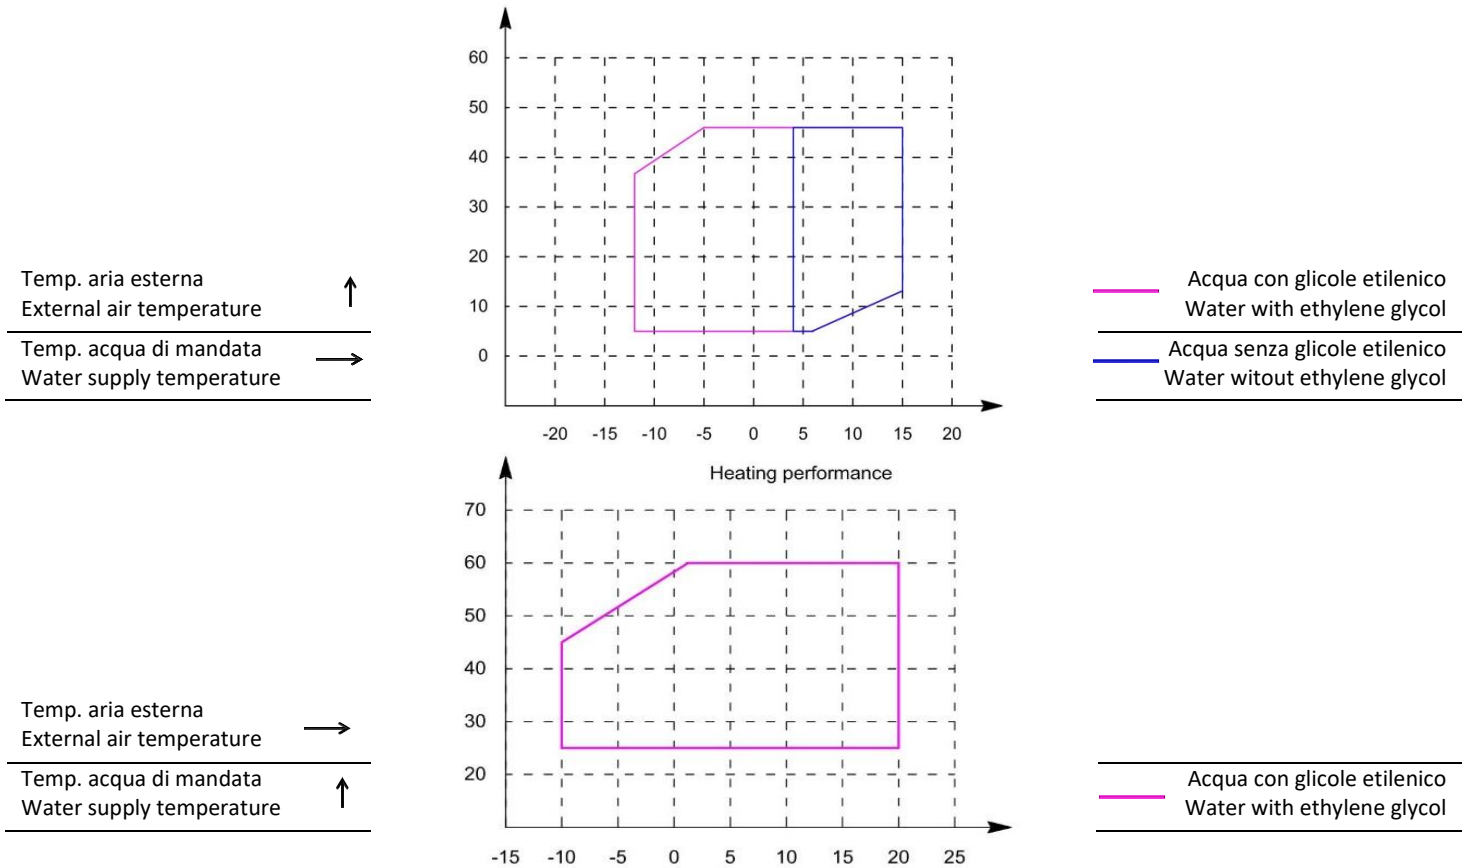 60
50
40
30
20
10
0
-20 -15 -10 -5 0 5 10 15 20
Temp. aria esterna
External air temperature
Temp. acqua di mandata
Water supply temperature
Acqua con glicole etilenico
Water with ethylene glycol
Acqua senza glicole etilenico
Water witout ethylene glycol
Heating performance
70
60
50
40
30
20
-15 -10 -5 0 5 10 15 20 25
Temp. aria esterna
External air temperature
Temp. acqua di mandata
Water supply temperature
Acqua con glicole etilenico
Water with ethylene glycol